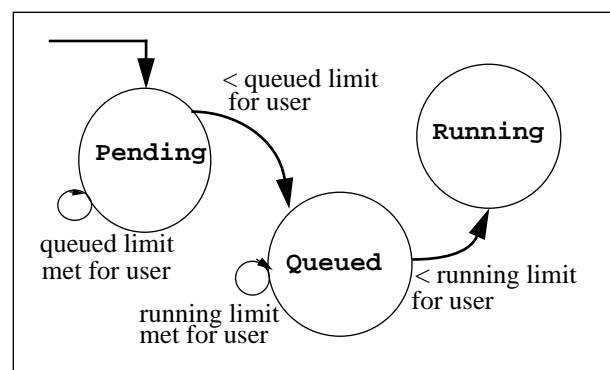 < queued limit
for user
Pending
Running
queued limit
met for user
Queued
running limit
met for user
< running limit
for user